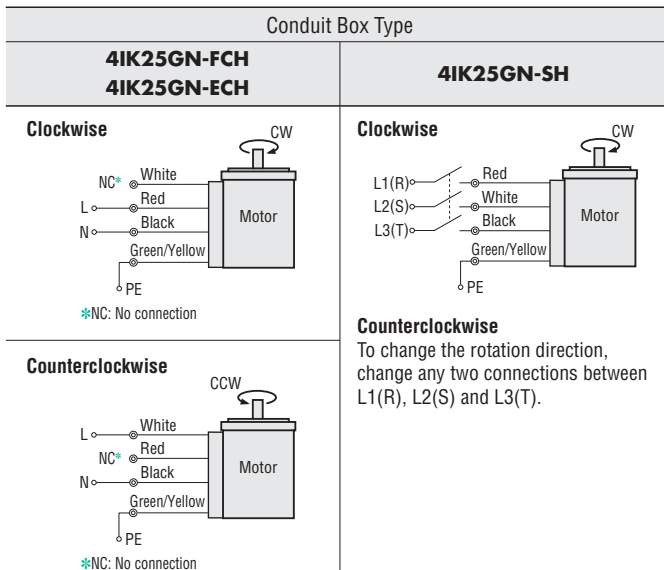 Conduit Box Type
4IK25GN-FCH
4IK25GN-ECH
4IK25GN-SH
Clockwise
CW
NC* White
L Red
N Black
Motor
Green/Yellow
PE
*NC: No connection
Counterclockwise
CCW
L White
NC* Red
N Black
Motor
Green/Yellow
PE
*NC: No connection
Clockwise
CW
L1(R) Red
L2(S) White
L3(T) Black
Motor
Green/Yellow
PE
Counterclockwise
To change the rotation direction,
change any two connections between
L1(R), L2(S) and L3(T).